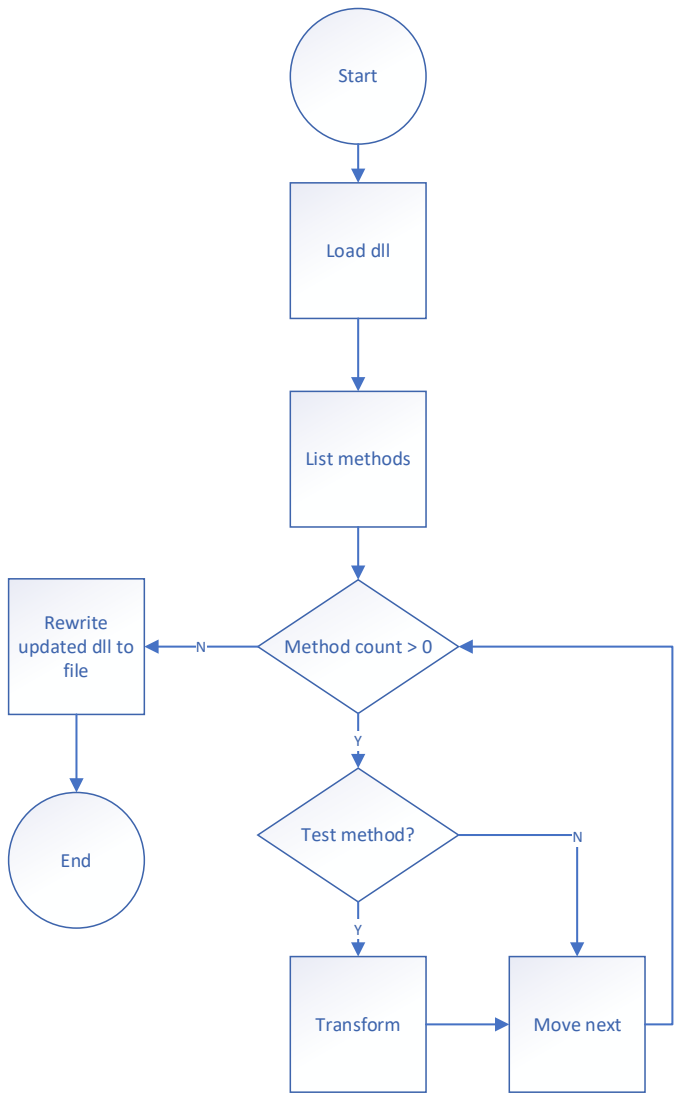 Start
Load dll
List methods
Method count > 0
N
Rewrite
updated dll to
file
Y
Test method?
N
End
Y
Transform
Move next